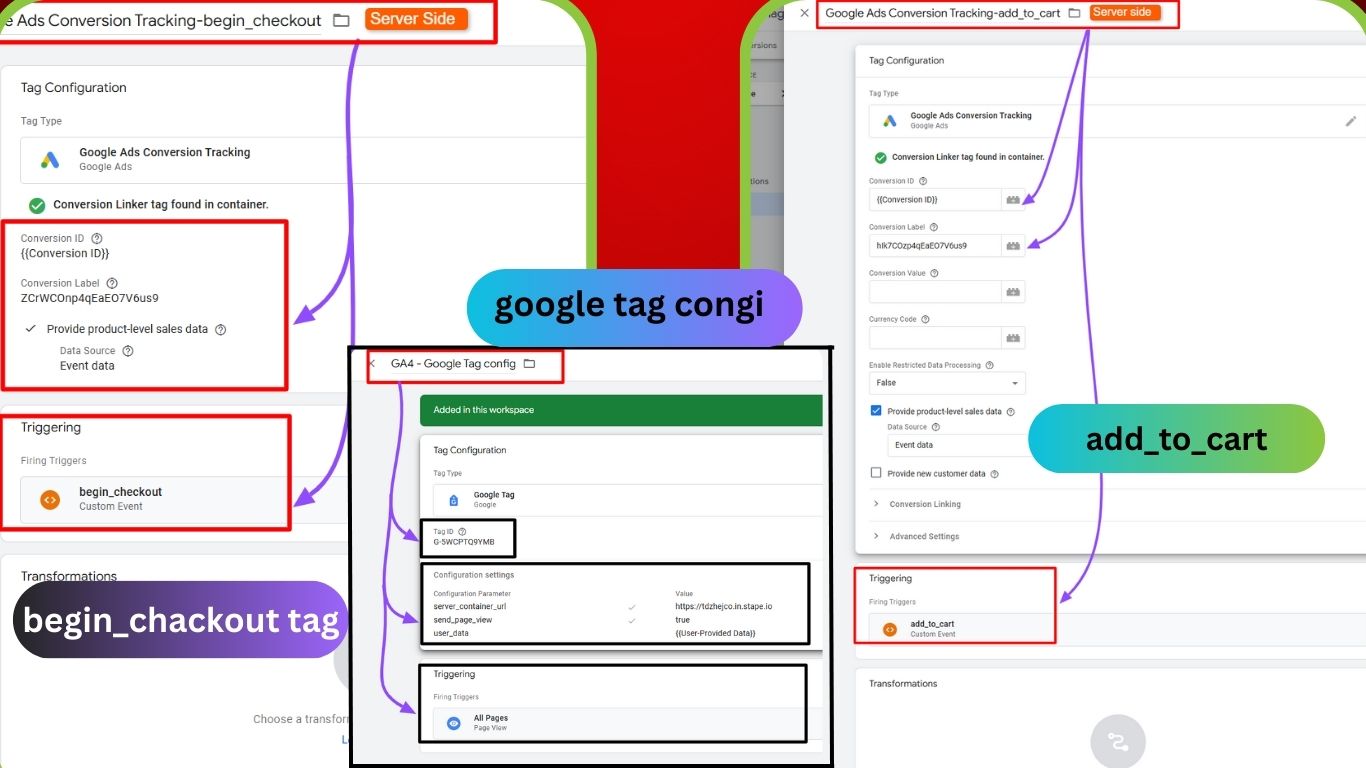 e Ads Conversion Tracking-begin_checkout
Server Side
Tag Configuration
Tag Type
Google Ads Conversion Tracking
Google Ads
Conversion Linker tag found in container.
Conversion ID
{{Conversion ID}}
Conversion Label
ZCrWCOnp4qEaEO7V6us9
Provide product-level sales data
Data Source
Event data
Triggering
Firing Triggers
begin_checkout
Custom Event
Transformations
begin_chackout tag
Choose a transfor
google tag congi
GA4 - Google Tag config
Added in this workspace
Tag Configuration
Tag Type
Google Tag
Google
Tag ID
G-5WCPTQ9YMB
Configuration settings
Configuration Parameter Value
server_container_url https://tdzhejco.in.stape.io
send_page_view true
user_data {{User-Provided Data}}
Triggering
Firing Triggers
All Pages
Page View
Google Ads Conversion Tracking-add_to_cart
Server side
Tag Configuration
Tag Type
Google Ads Conversion Tracking
Google Ads
Conversion Linker tag found in container.
Conversion ID
{{Conversion ID}}
Conversion Label
hIk7COzp4qEaEO7V6us9
Conversion Value
Currency Code
Enable Restricted Data Processing
False
Provide product-level sales data
Data Source
Event data
Provide new customer data
Conversion Linking
Advanced Settings
add_to_cart
Triggering
Firing Triggers
add_to_cart
Custom Event
Transformations